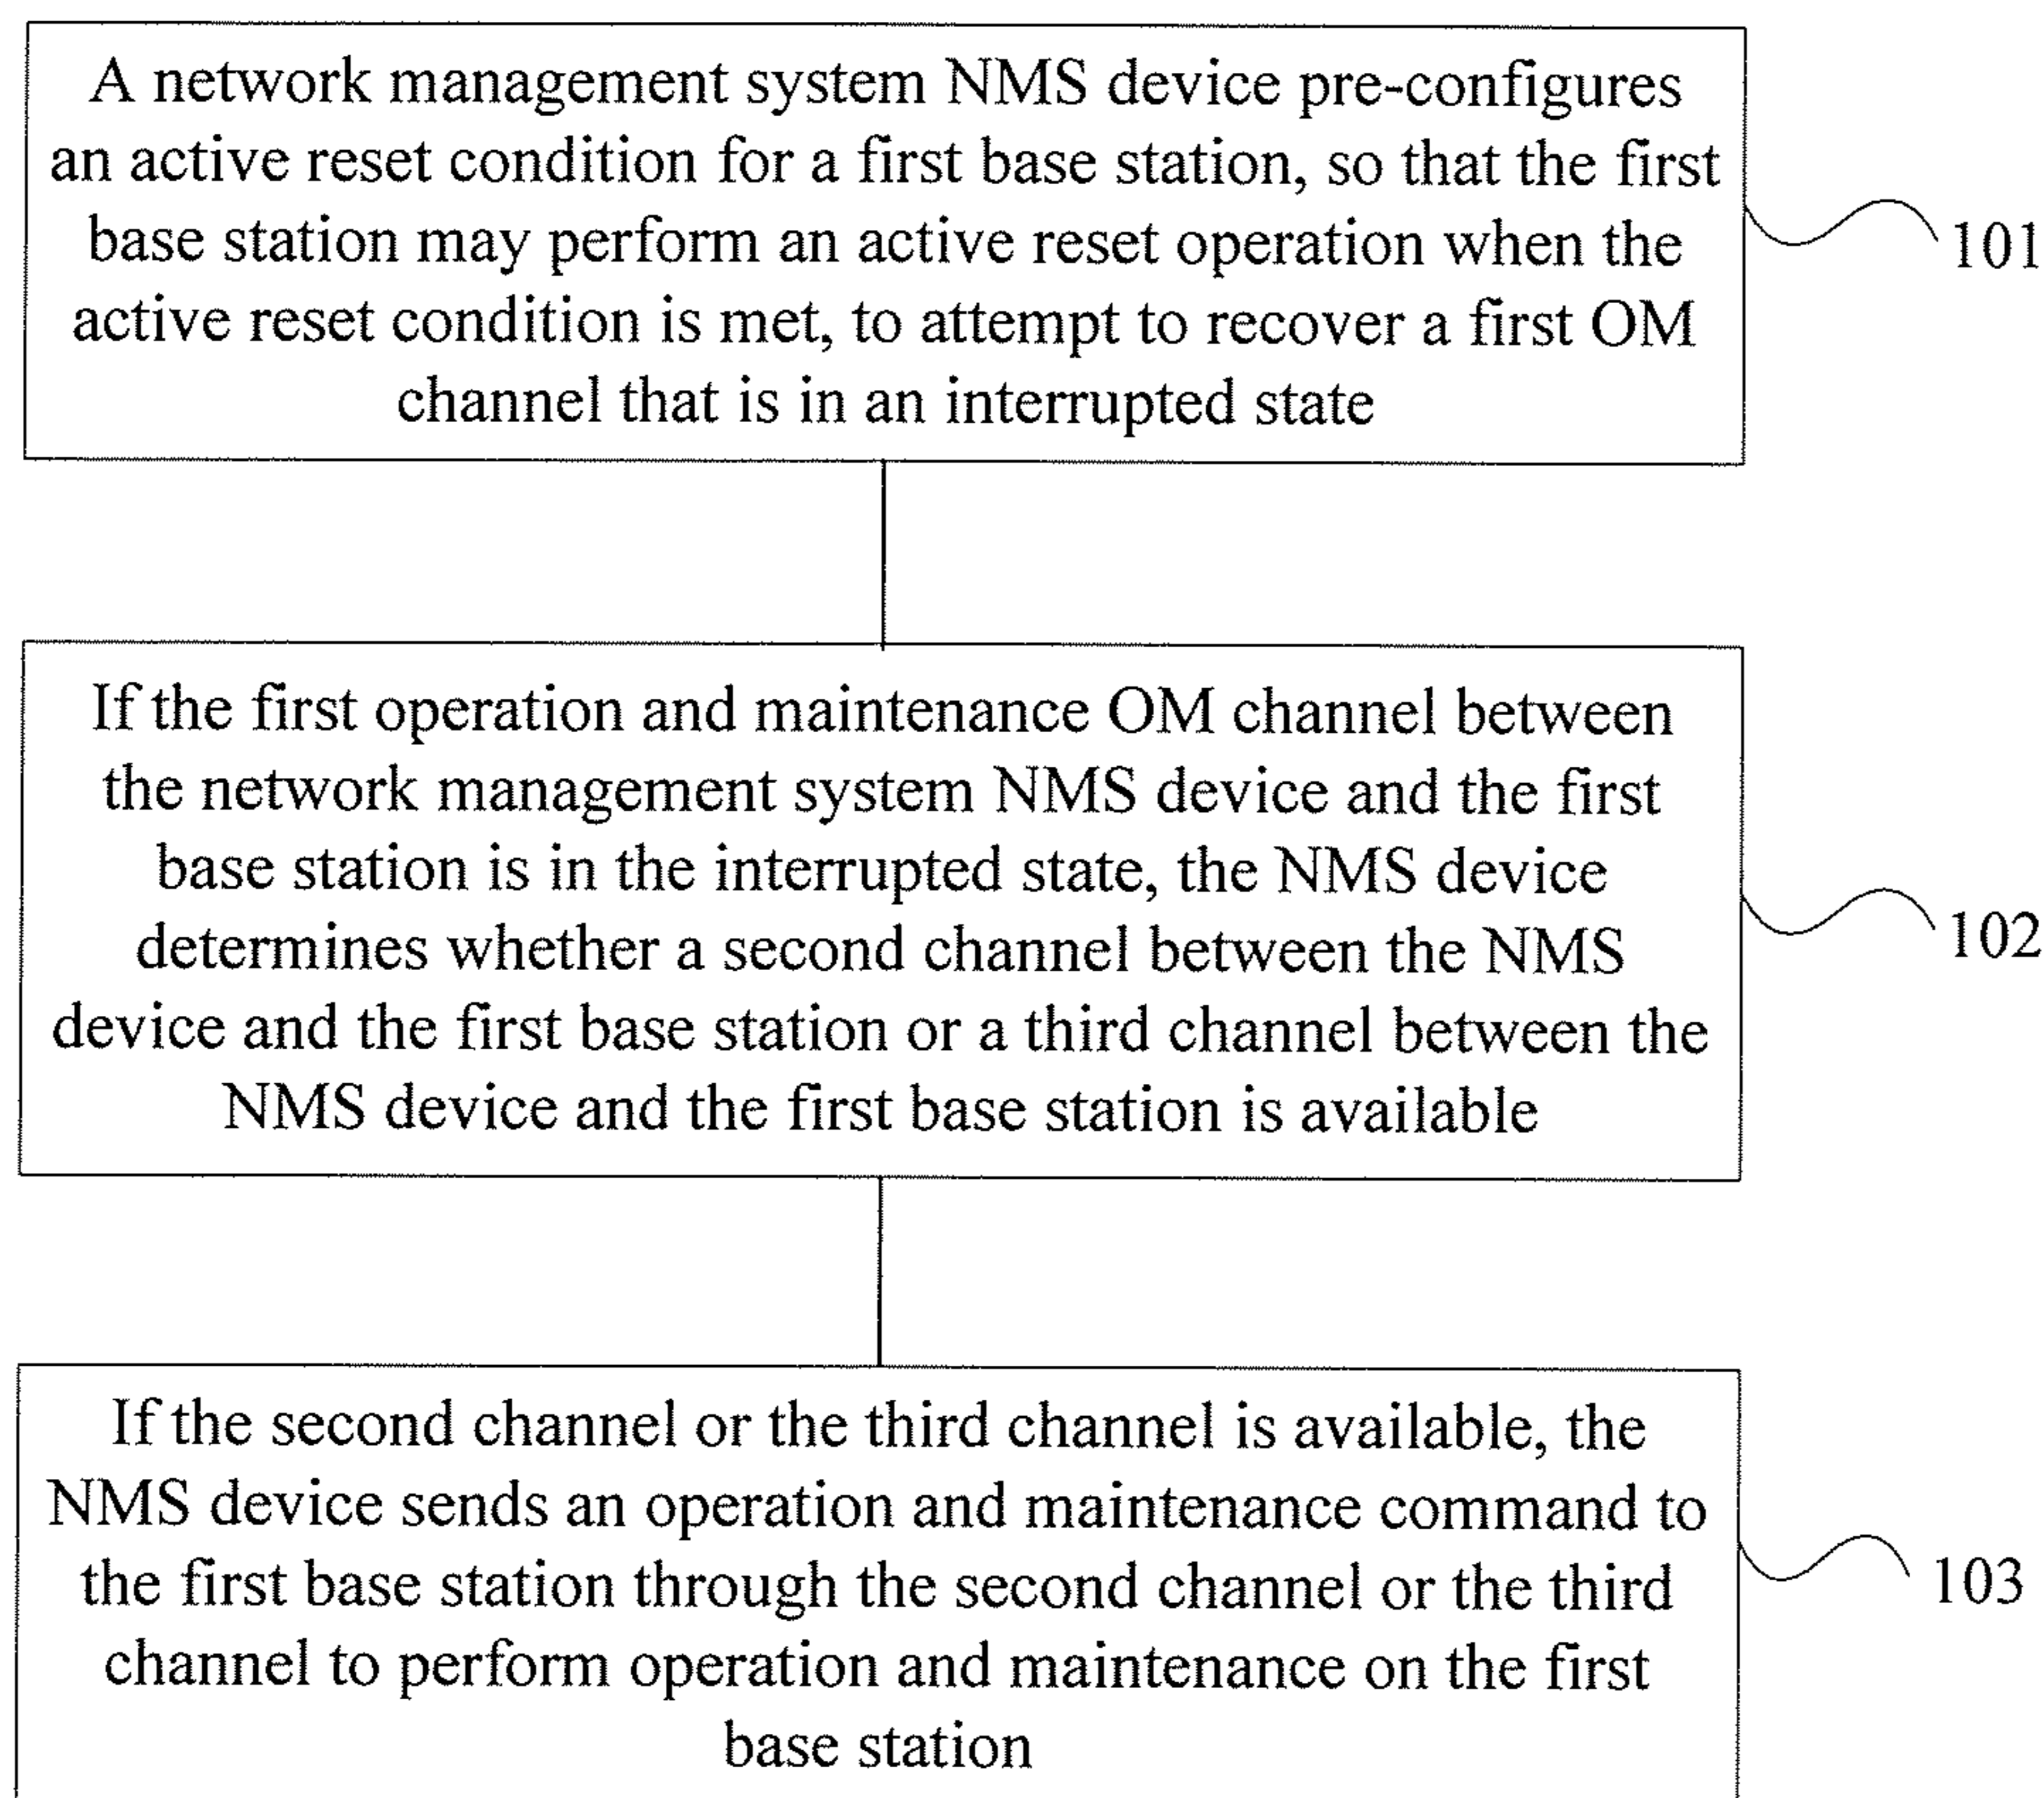 A network management system NMS device pre-configures
an active reset condition for a first base station, so that the first
base station may perform an active reset operation when the
active reset condition is met, to attempt to recover a first OM
channel that is in an interrupted state
101
If the first operation and maintenance OM channel between
the network management system NMS device and the first
base station is in the interrupted state, the NMS device
determines whether a second channel between the NMS
device and the first base station or a third channel between the
NMS device and the first base station is available
102
If the second channel or the third channel is available, the
NMS device sends an operation and maintenance command to
the first base station through the second channel or the third
channel to perform operation and maintenance on the first
base station
103